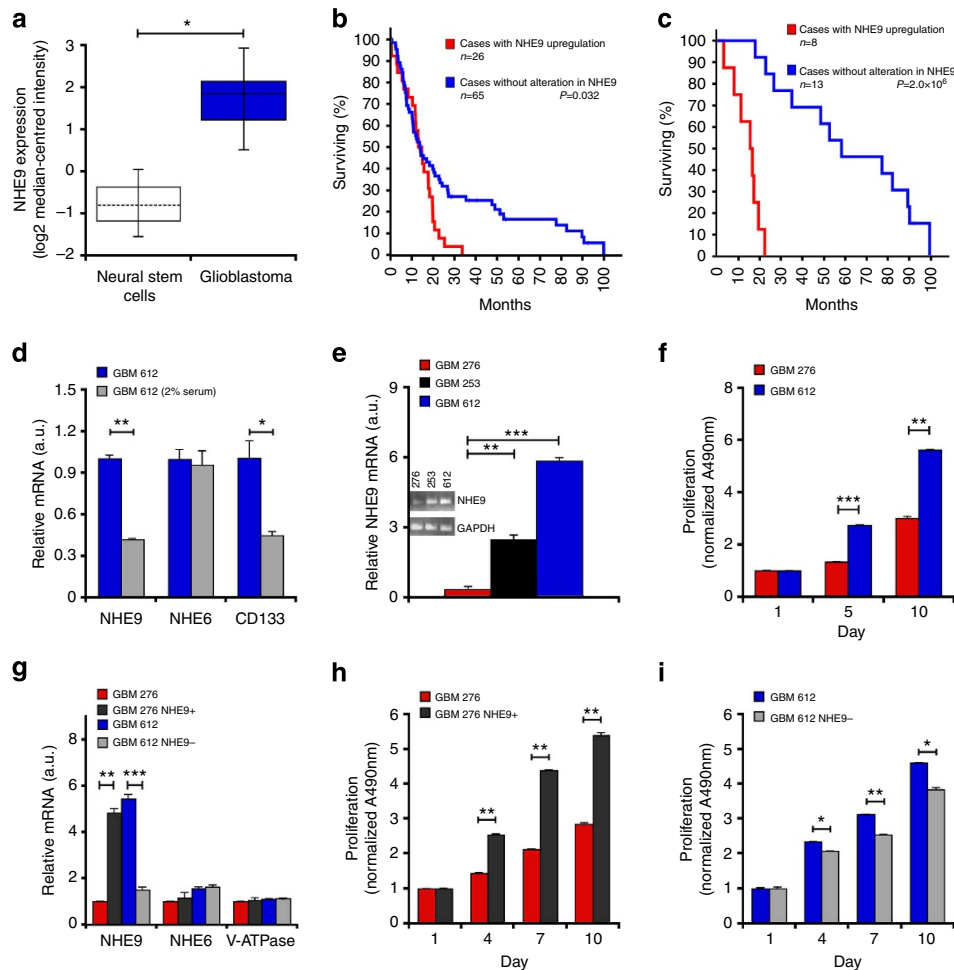 a
*
NHE9 expression
(log2 median-centred intensity)
3
2
1
0
–1
–2
Neural stem
cells
Glioblastoma
b
Cases with NHE9 upregulation
n=26
Cases without alteration in NHE9
n=65 P=0.032
Surviving (%)
100
90
80
70
60
50
40
30
20
10
0
0 10 20 30 40 50 60 70 80 90 100
Months
c
Cases with NHE9 upregulation
n=8
Cases without alteration in NHE9
n=13 P=2.0×10⁶
Surviving (%)
100
90
80
70
60
50
40
30
20
10
0
0 10 20 30 40 50 60 70 80 90 100
Months
d
GBM 612
GBM 612 (2% serum)
Relative mRNA (a.u.)
1.5
1.2
0.9
0.6
0.3
0
** *
NHE9 NHE6 CD133
e
GBM 276
GBM 253
GBM 612
Relative NHE9 mRNA (a.u.)
9
6
3
0
***
**
276 253 612
NHE9
GAPDH
f
GBM 276
GBM 612
Proliferation
(normalized A490nm)
8
6
4
2
0
*** **
1 5 10
Day
g
GBM 276
GBM 276 NHE9+
GBM 612
GBM 612 NHE9–
Relative mRNA (a.u.)
8
6
4
2
0
** ***
NHE9 NHE6 V-ATPase
h
GBM 276
GBM 276 NHE9+
Proliferation
(normalized A490nm)
6
5
4
3
2
1
0
** ** **
1 4 7 10
Day
i
GBM 612
GBM 612 NHE9–
Proliferation
(normalized A490nm)
6
5
4
3
2
1
0
* ** *
1 4 7 10
Day